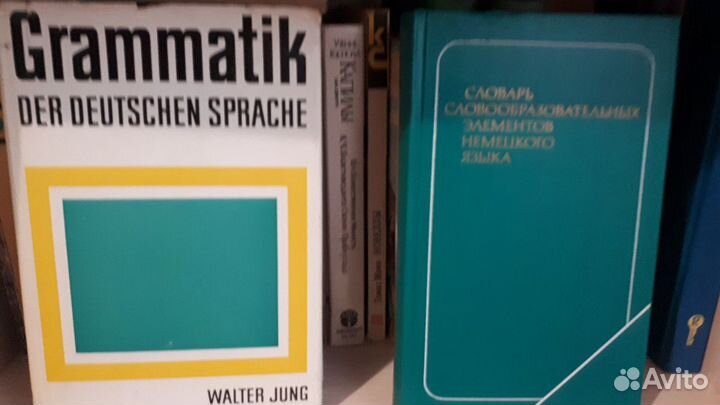 Grammatik
DER DEUTSCHEN SPRACHE
WALTER JUNG
СЛОВАРЬ
СЛОВООБРАЗОВАТЕЛЬНЫХ
ЭЛЕМЕНТОВ
НЕМЕЦКОГО
ЯЗЫКА
Avito